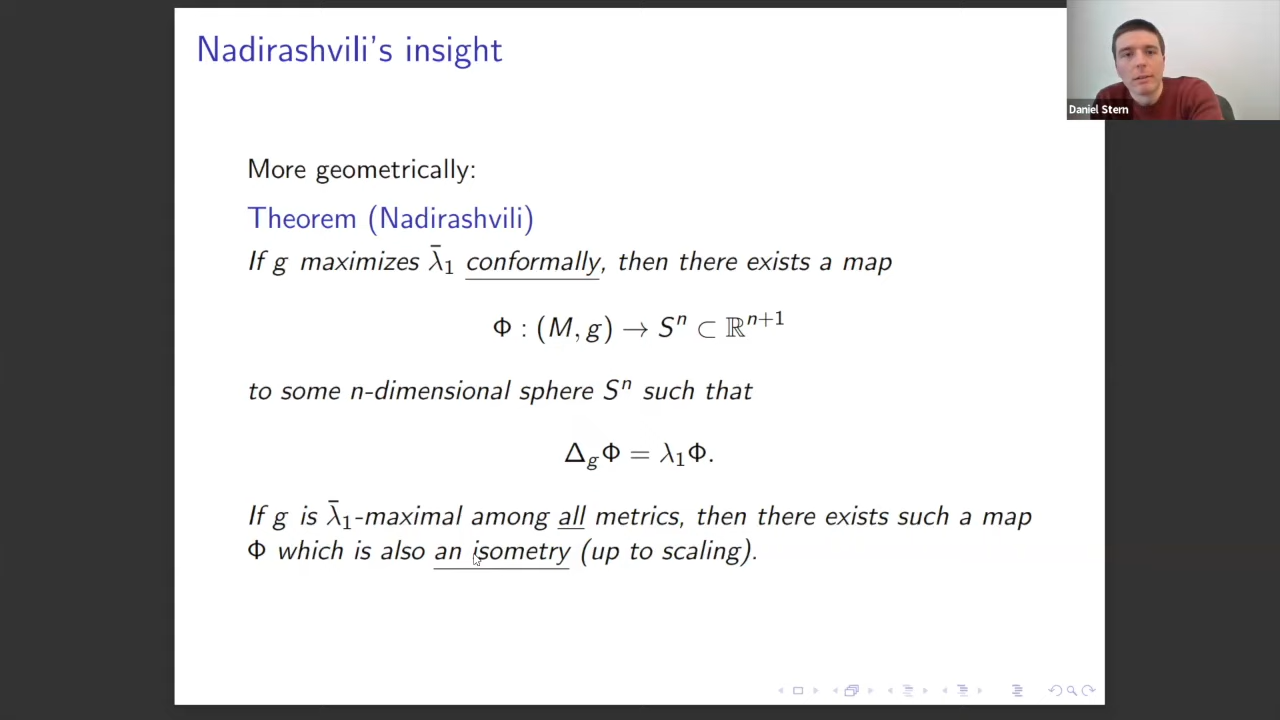 Nadirashvili's insight
Daniel Stern
More geometrically:
Theorem (Nadirashvili)
If g maximizes λ̄₁ conformally, then there exists a map
Φ : (M, g) → Sⁿ ⊂ ℝⁿ⁺¹
to some n-dimensional sphere Sⁿ such that
Δ_gΦ = λ₁Φ.
If g is λ̄₁-maximal among all metrics, then there exists such a map
Φ which is also an isometry (up to scaling).